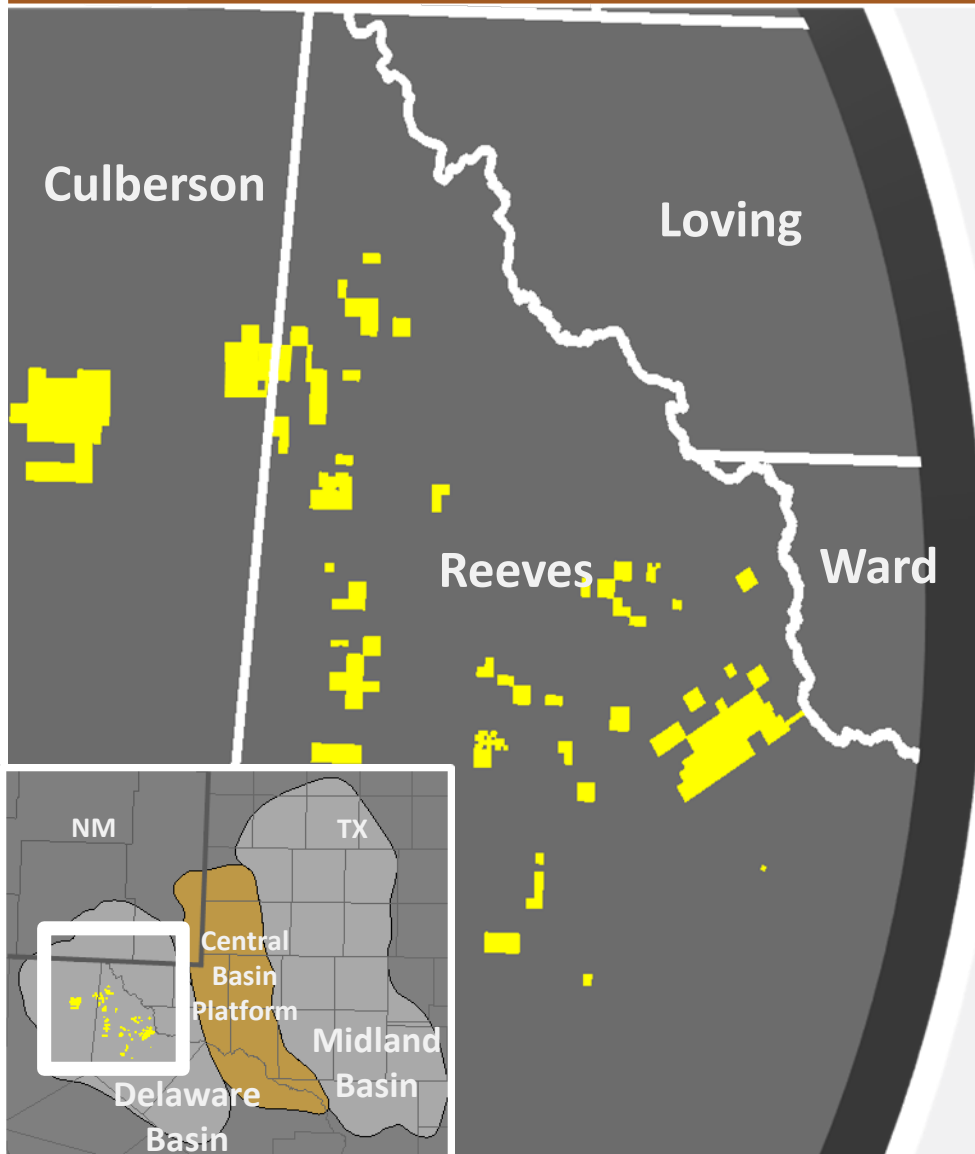 Culberson
Loving
Reeves
Ward
NM
TX
Central
Basin
Platform
Midland
Basin
Delaware
Basin